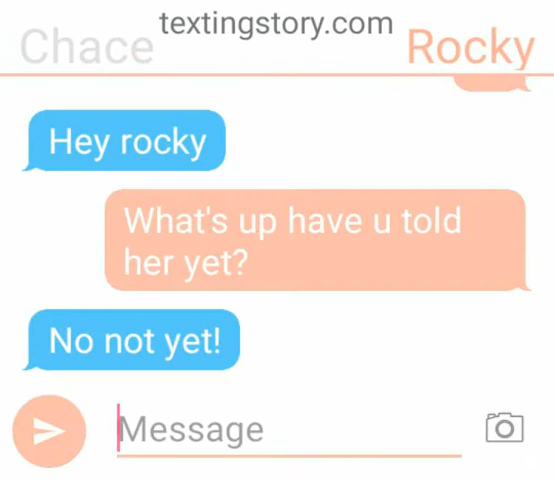 textingstory.com
Chace
Rocky
Hey rocky
What's up have u told
her yet?
No not yet!
Message